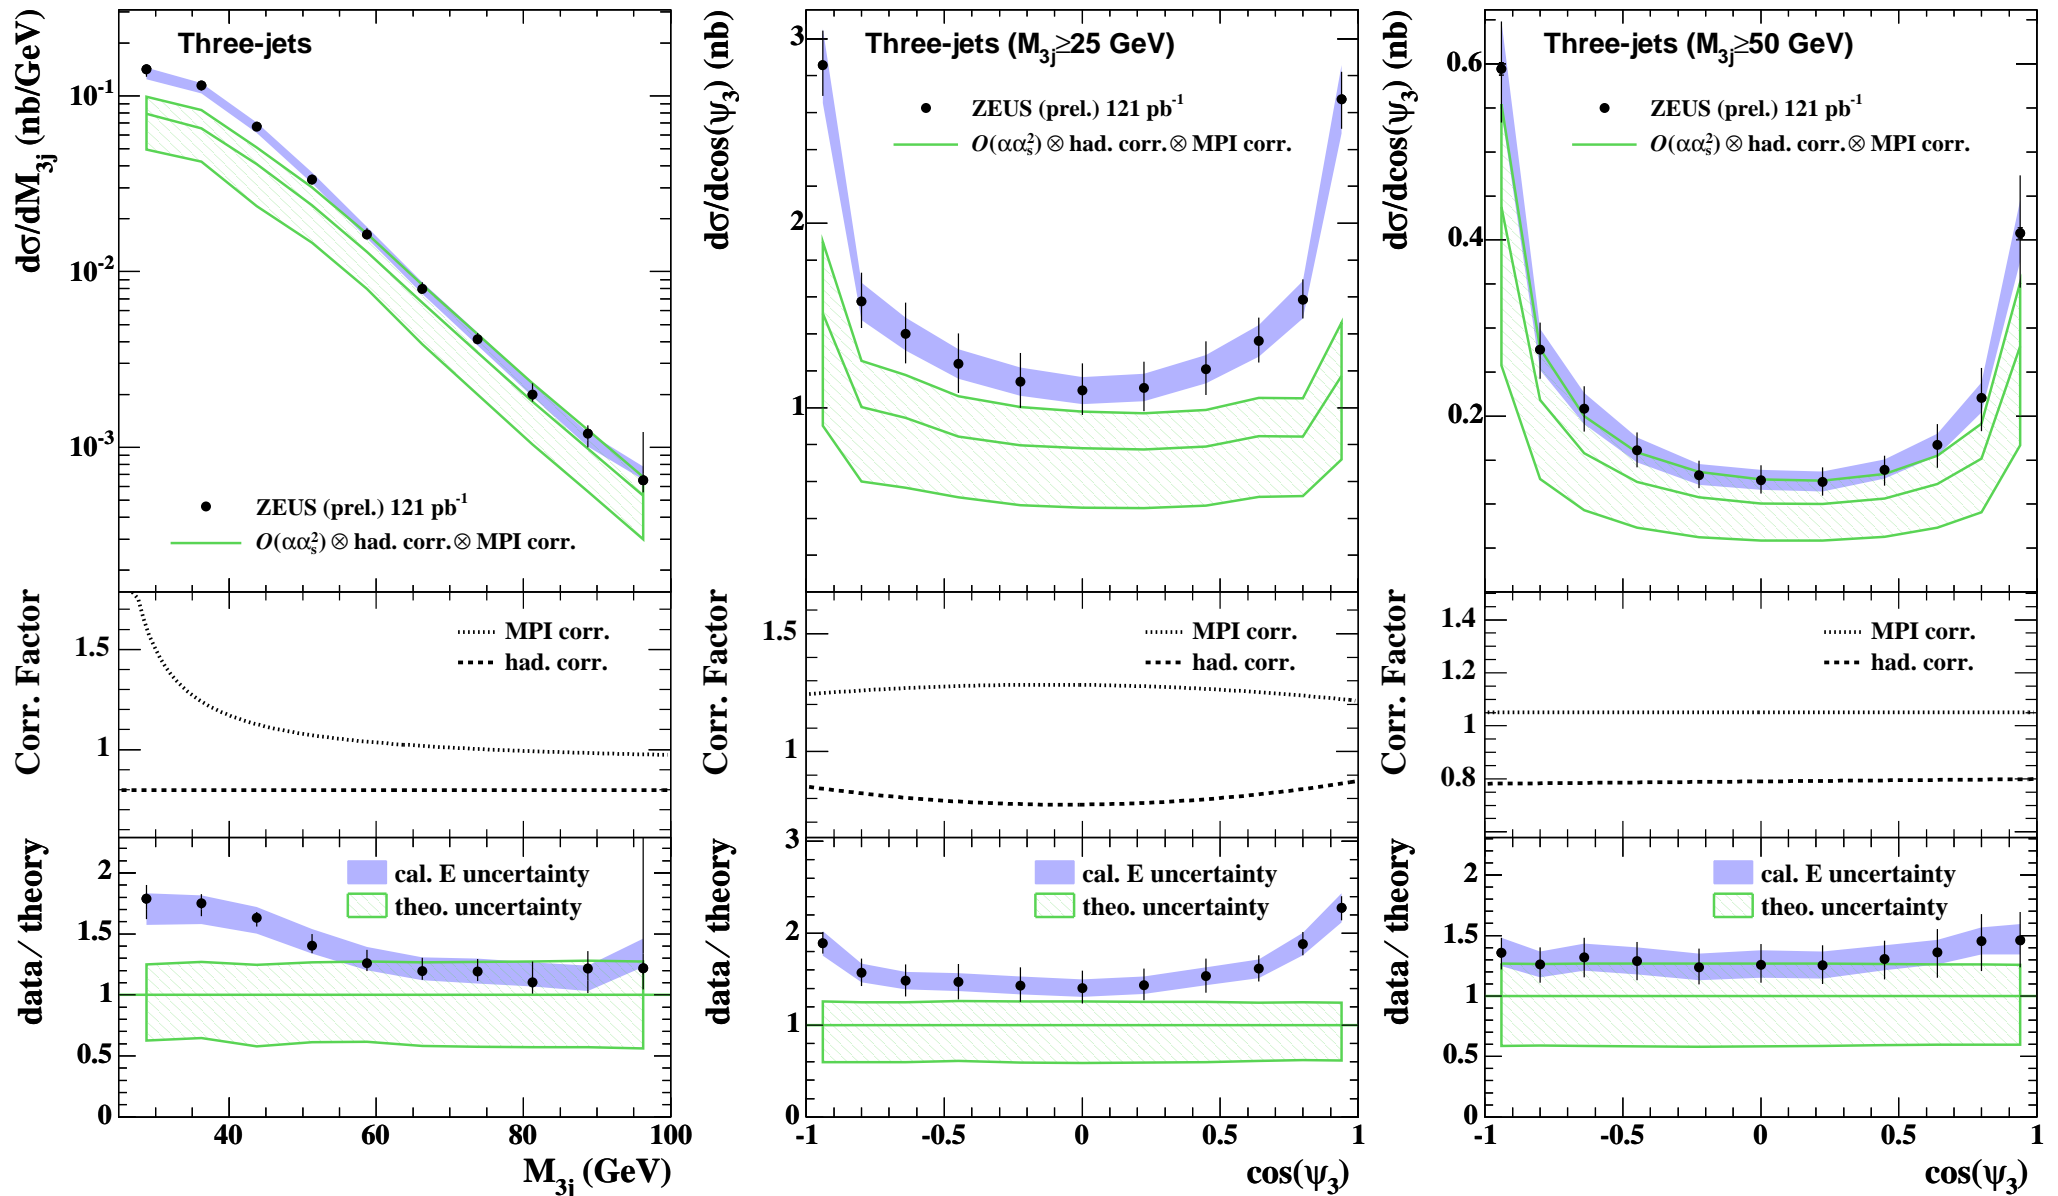 dσ/dM3j (nb/GeV)
Three-jets
10^-1
10^-2
10^-3
ZEUS (prel.) 121 pb^-1
O(αα_s^2) ⊗ had. corr. ⊗ MPI corr.
Corr. Factor
1.5
1
MPI corr.
had. corr.
data/ theory
2
1.5
1
0.5
0
cal. E uncertainty
theo. uncertainty
40 60 80 100
M3j (GeV)
dσ/dcos(ψ3) (nb)
Three-jets (M3j≥25 GeV)
3
2
1
ZEUS (prel.) 121 pb^-1
O(αα_s^2) ⊗ had. corr. ⊗ MPI corr.
Corr. Factor
1.5
1
MPI corr.
had. corr.
data/ theory
3
2
1
0
cal. E uncertainty
theo. uncertainty
-1 -0.5 0 0.5 1
cos(ψ3)
dσ/dcos(ψ3) (nb)
Three-jets (M3j≥50 GeV)
0.6
0.4
0.2
ZEUS (prel.) 121 pb^-1
O(αα_s^2) ⊗ had. corr. ⊗ MPI corr.
Corr. Factor
1.4
1.2
1
0.8
MPI corr.
had. corr.
data/ theory
2
1.5
1
0.5
0
cal. E uncertainty
theo. uncertainty
-1 -0.5 0 0.5 1
cos(ψ3)